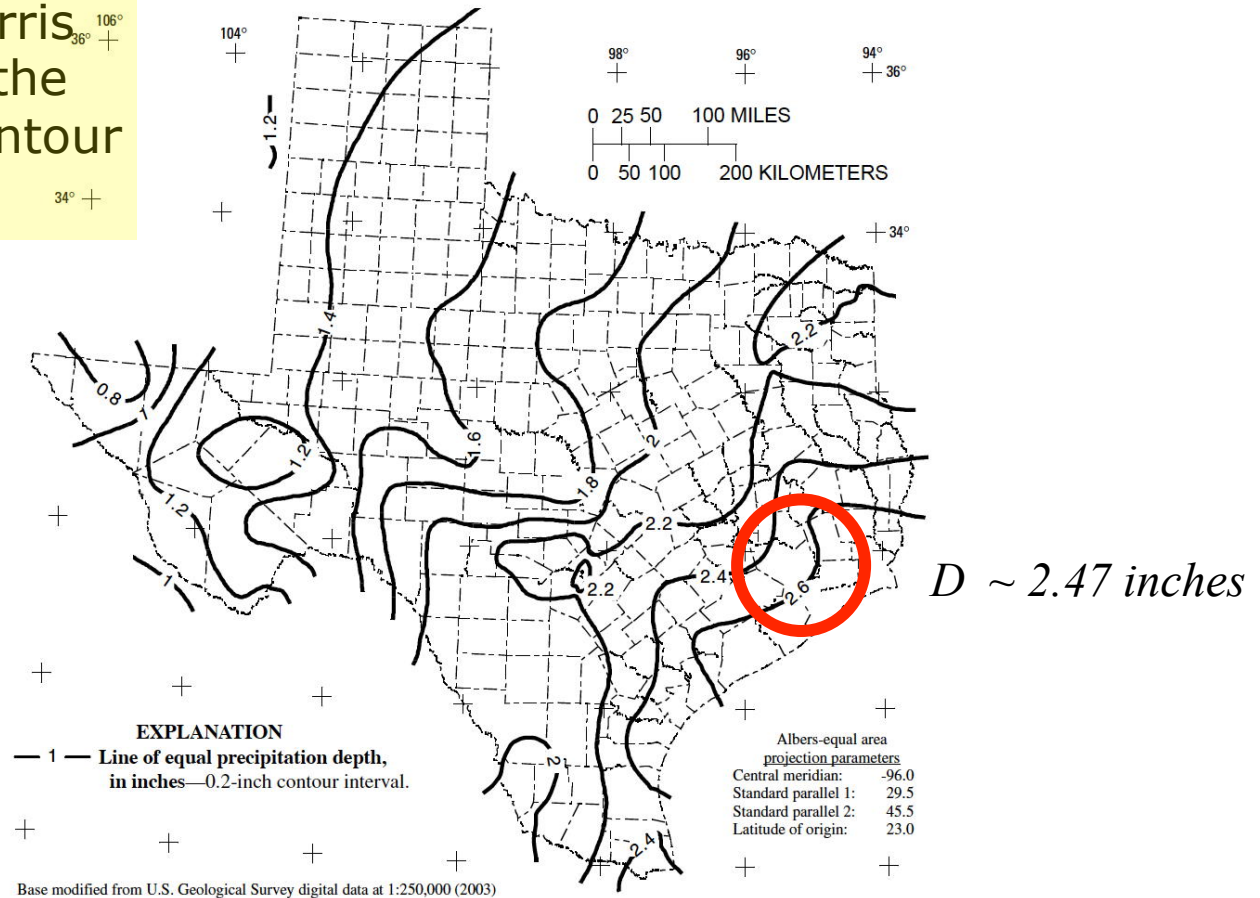 rris
the
ntour
106°
36°
104°
98°
96°
94°
36°
0 25 50 100 MILES
0 50 100 200 KILOMETERS
34°
34°
1.2
1.4
2.2
0.8
1
1.2
1.6
2
1.8
1.2
2.2
2.2
2.4
2.6
1
D ~ 2.47 inches
2
2.4
EXPLANATION
1 Line of equal precipitation depth,
in inches—0.2-inch contour interval.
Albers-equal area
projection parameters
Central meridian: -96.0
Standard parallel 1: 29.5
Standard parallel 2: 45.5
Latitude of origin: 23.0
Base modified from U.S. Geological Survey digital data at 1:250,000 (2003)